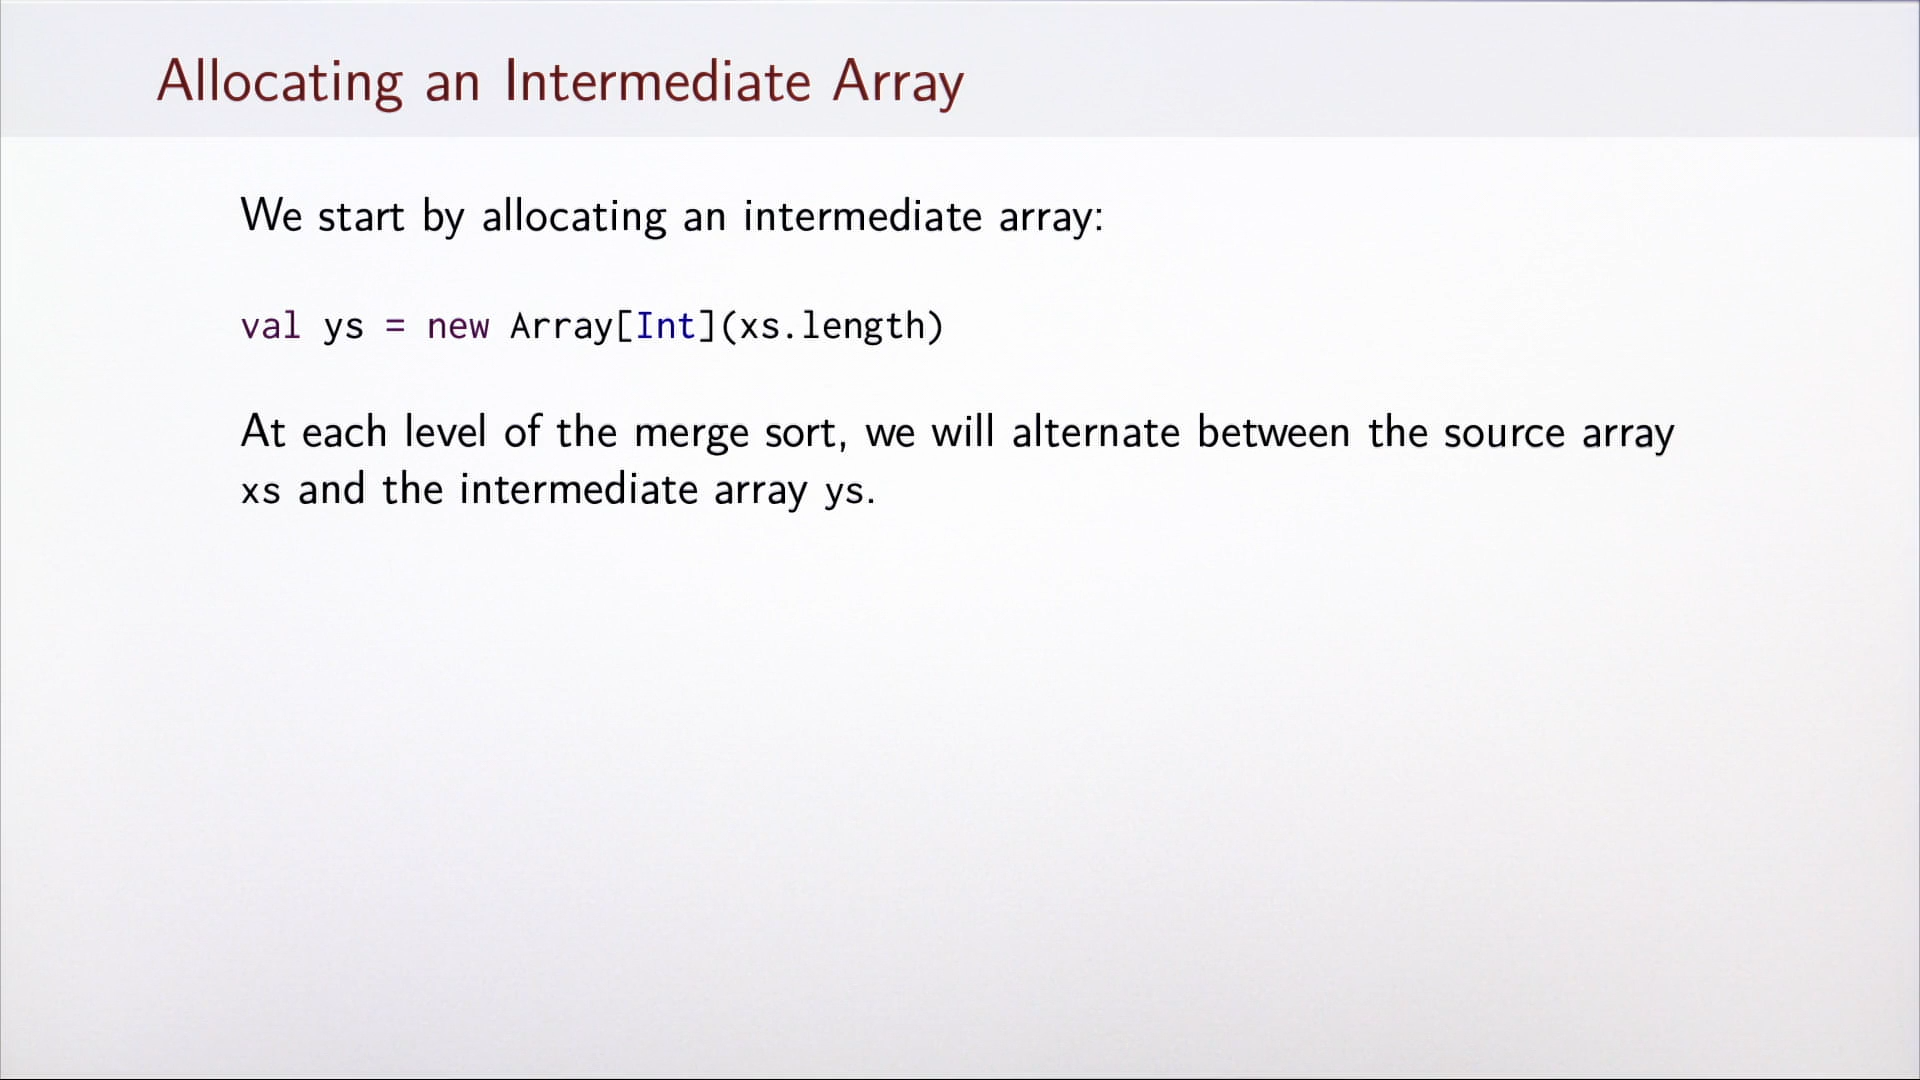 Allocating an Intermediate Array
We start by allocating an intermediate array:
val ys = new Array[Int](xs.length)
At each level of the merge sort, we will alternate between the source array
xs and the intermediate array ys.